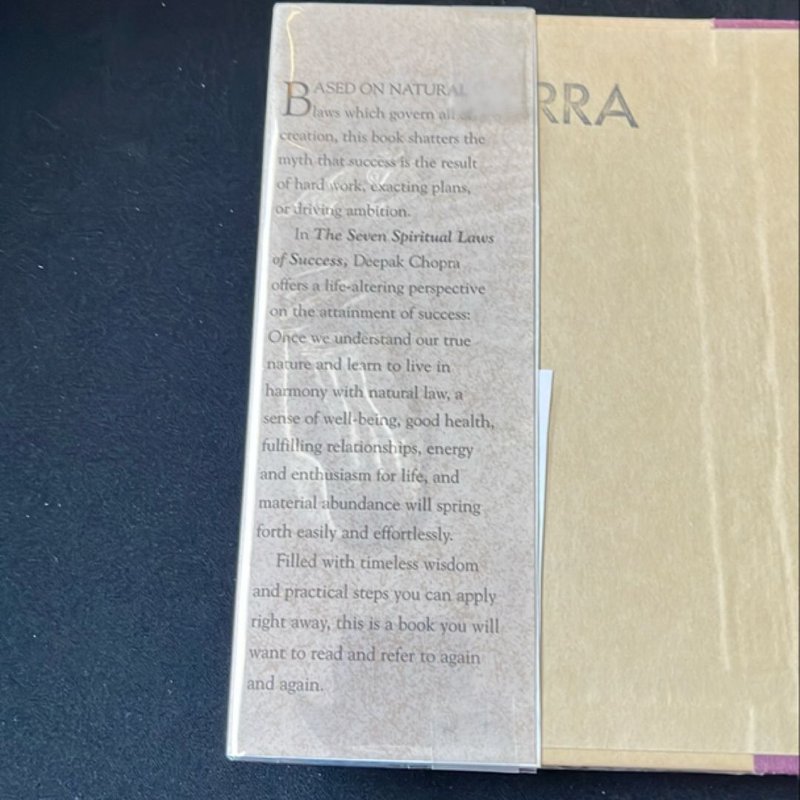 BASED ON NATURAL
laws which govern all
creation, this book shatters the
myth that success is the result
of hard work, exacting plans,
or driving ambition.
In The Seven Spiritual Laws
of Success, Deepak Chopra
offers a life-altering perspective
on the attainment of success:
Once we understand our true
nature and learn to live in
harmony with natural law, a
sense of well-being, good health,
fulfilling relationships, energy
and enthusiasm for life, and
material abundance will spring
forth easily and effortlessly.
Filled with timeless wisdom
and practical steps you can apply
right away, this is a book you will
want to read and refer to again
and again.
RRA